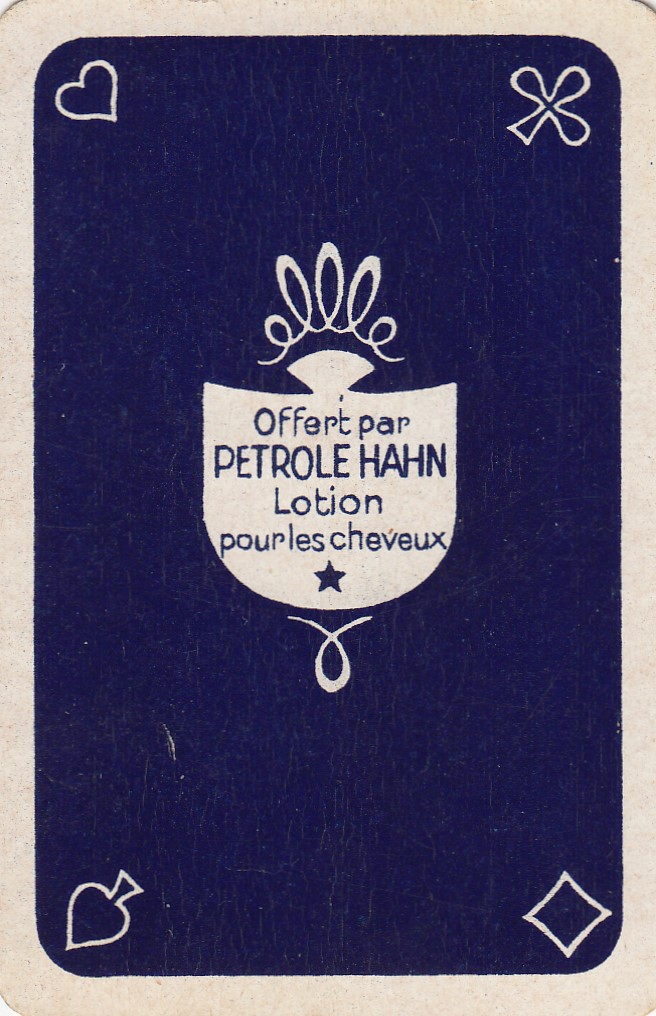 Offert par
PETROLE HAHN
Lotion
pour les cheveux